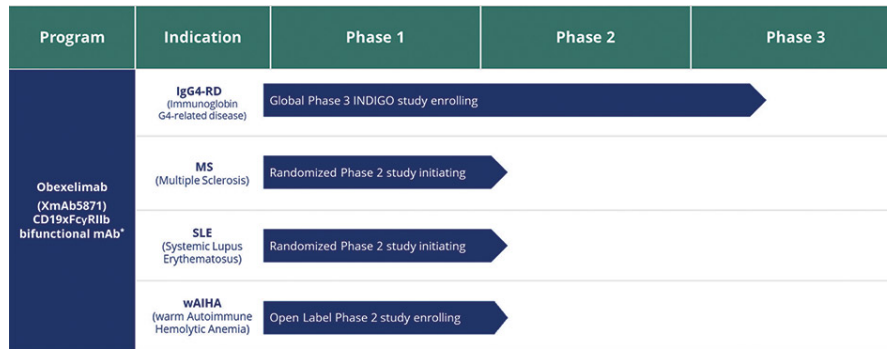 Program Indication Phase 1 Phase 2 Phase 3
Obexelimab
(XmAb5871)
CD19xFcγRIIb
bifunctional mAb*
IgG4-RD
(Immunoglobin
G4-related disease)
Global Phase 3 INDIGO study enrolling
MS
(Multiple Sclerosis)
Randomized Phase 2 study initiating
SLE
(Systemic Lupus
Erythematosus)
Randomized Phase 2 study initiating
wAIHA
(warm Autoimmune
Hemolytic Anemia)
Open Label Phase 2 study enrolling